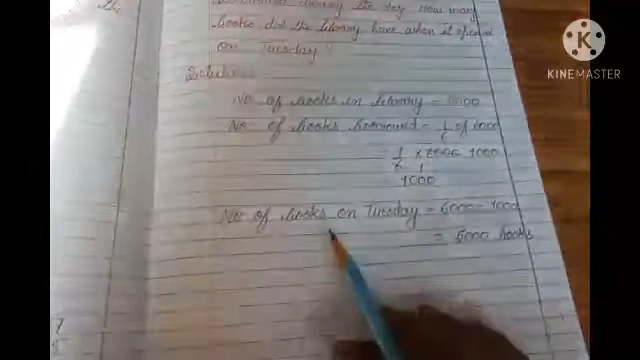 the day How many
books did the library have when it opened
on Tuesday
Solution
No of books in library = 6000
No of books borrowed = 1/6 of 6000
= 1/6 × 6000 1000
1
= 1000
No of books on Tuesday = 6000 - 1000
= 5000 books
KINEMASTER